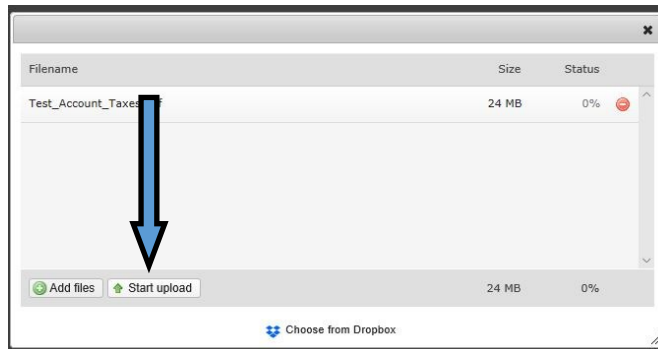 Filename Size Status
Test_Account_Taxes 24 MB 0%
Add files Start upload 24 MB 0%
Choose from Dropbox